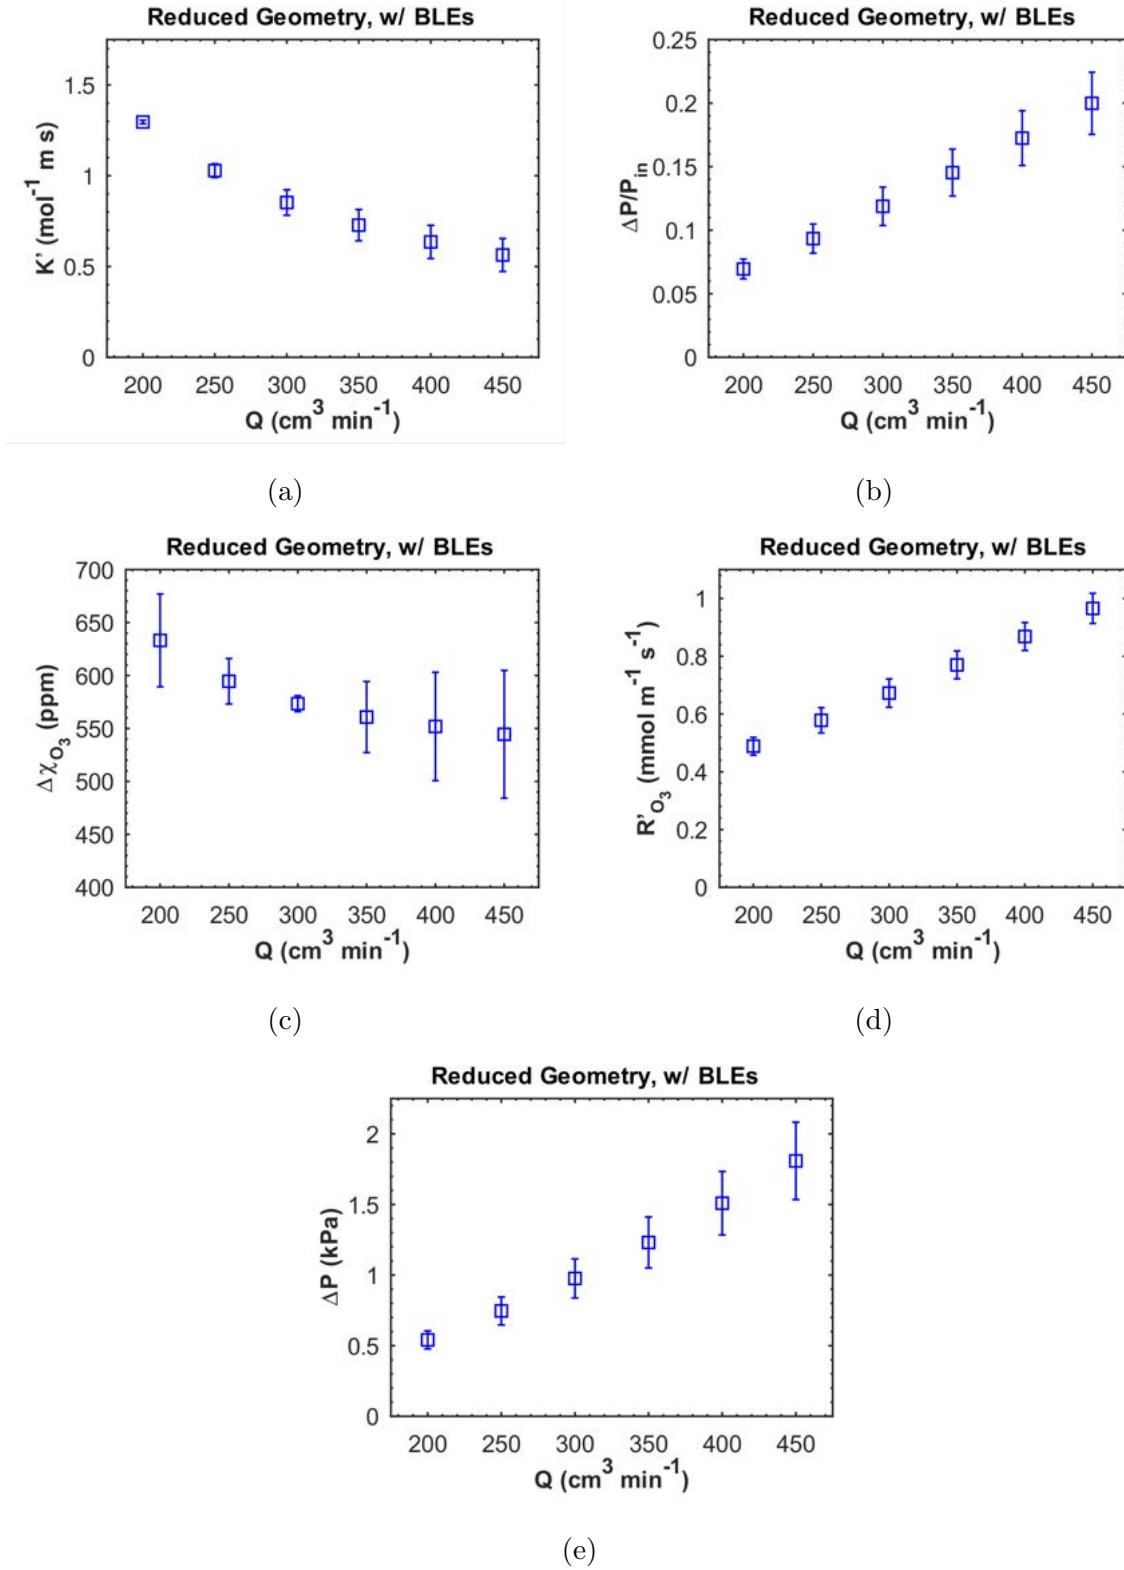 Reduced Geometry, w/ BLEs
K' (mol⁻¹ m s)
1.5
1
0.5
0
200 250 300 350 400 450
Q (cm³ min⁻¹)
(a)
Reduced Geometry, w/ BLEs
ΔP/Pᵢₙ
0.25
0.2
0.15
0.1
0.05
0
200 250 300 350 400 450
Q (cm³ min⁻¹)
(b)
Reduced Geometry, w/ BLEs
Δχ_O₃ (ppm)
700
650
600
550
500
450
400
200 250 300 350 400 450
Q (cm³ min⁻¹)
(c)
Reduced Geometry, w/ BLEs
R'_O₃ (mmol m⁻¹ s⁻¹)
1
0.8
0.6
0.4
0.2
0
200 250 300 350 400 450
Q (cm³ min⁻¹)
(d)
Reduced Geometry, w/ BLEs
ΔP (kPa)
2
1.5
1
0.5
0
200 250 300 350 400 450
Q (cm³ min⁻¹)
(e)